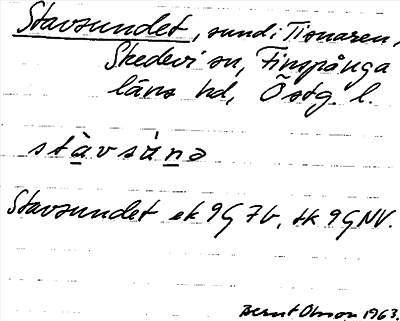 Stavsundet, sund i Tisnaren,
Skedevi sn, Finspånga
läns hd, Östg. l.
stàvsún̲ə
Stavsundet ek 9G 7b, tk 9G NV.
Bernt Olsson 1963.